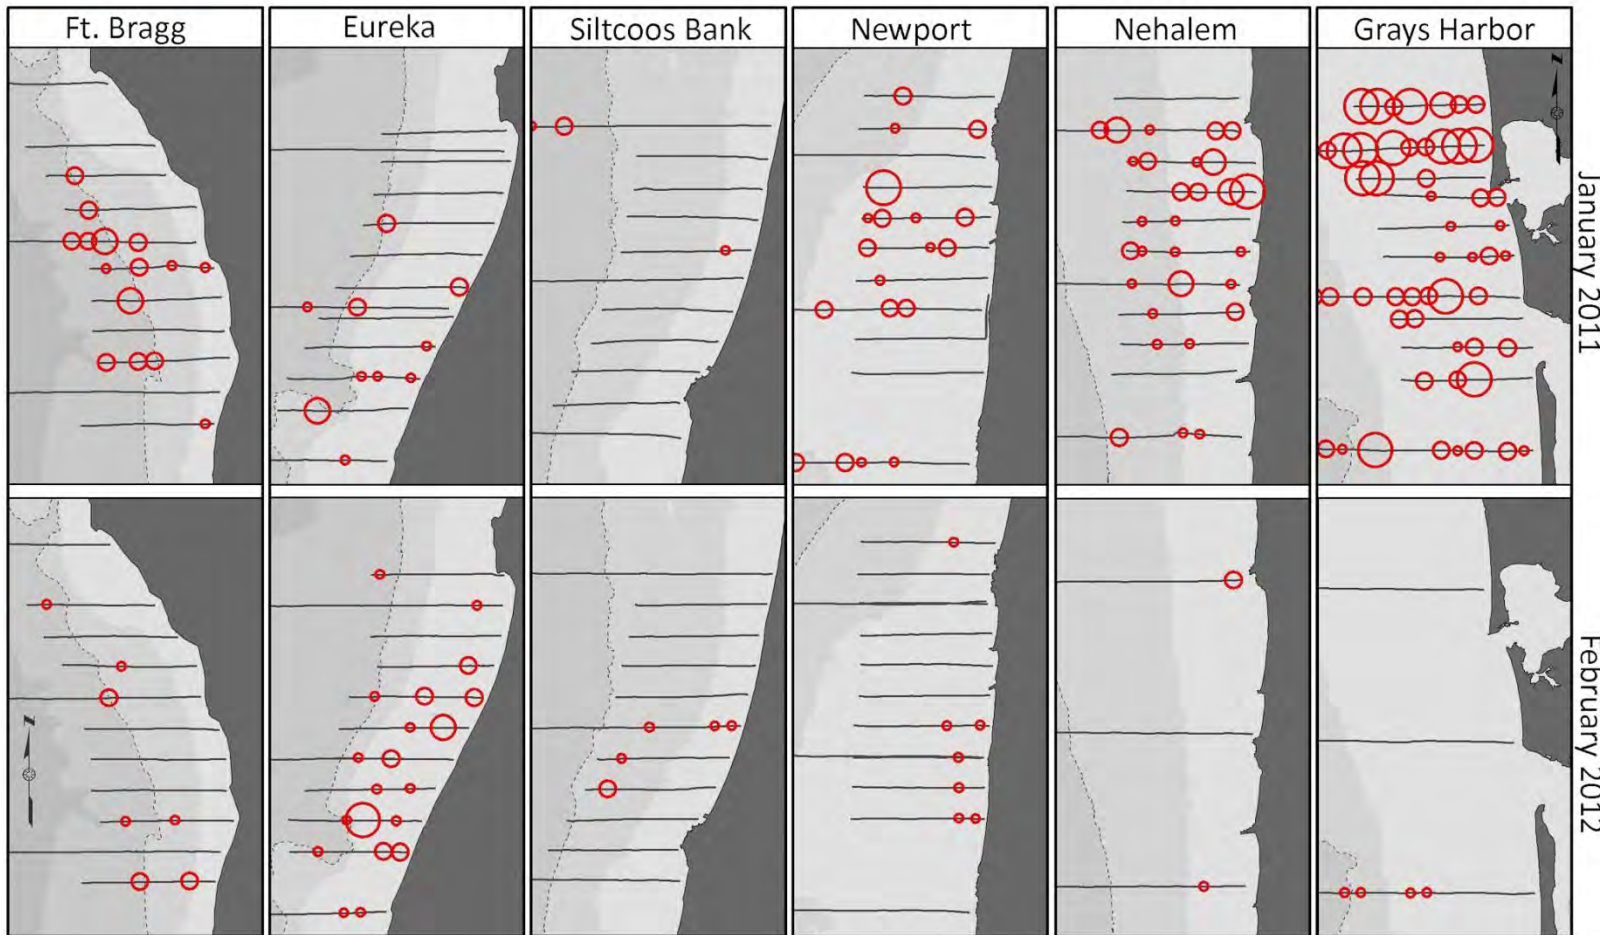 Ft. Bragg
Eureka
Siltcoos Bank
Newport
Nehalem
Grays Harbor
N
January 2011
N
February 2012